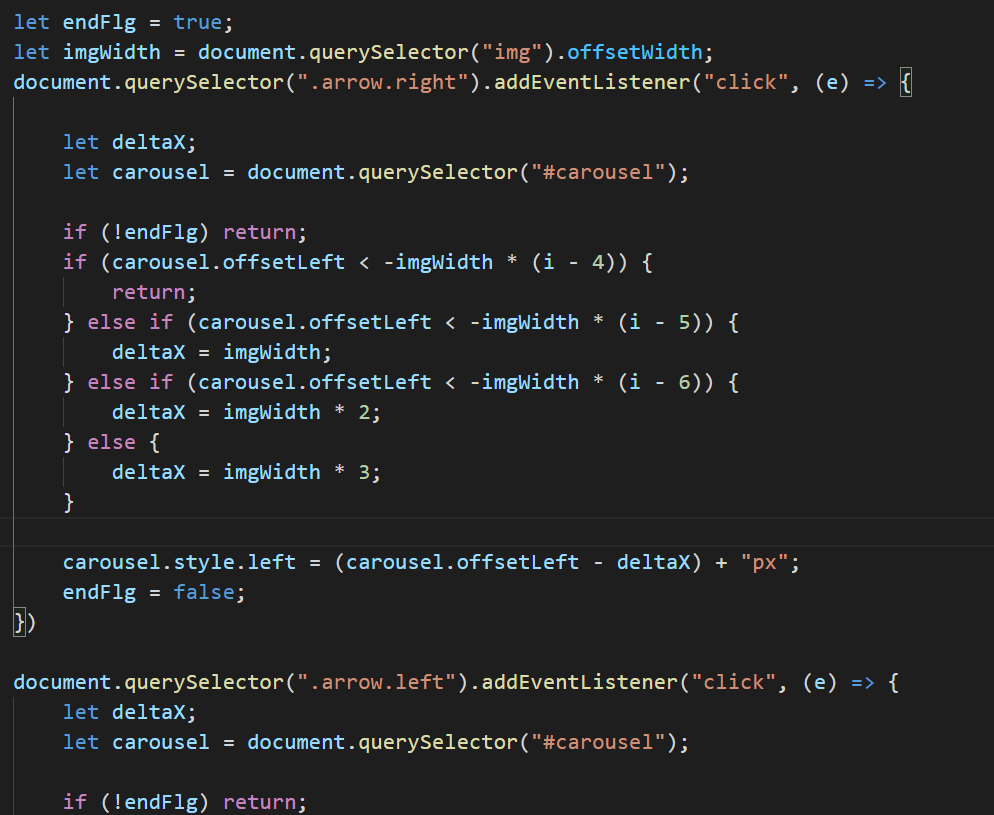 let endFlg = true;
let imgWidth = document.querySelector("img").offsetWidth;
document.querySelector(".arrow.right").addEventListener("click", (e) => {
let deltaX;
let carousel = document.querySelector("#carousel");
if (!endFlg) return;
if (carousel.offsetLeft < -imgWidth * (i - 4)) {
return;
} else if (carousel.offsetLeft < -imgWidth * (i - 5)) {
deltaX = imgWidth;
} else if (carousel.offsetLeft < -imgWidth * (i - 6)) {
deltaX = imgWidth * 2;
} else {
deltaX = imgWidth * 3;
}
carousel.style.left = (carousel.offsetLeft - deltaX) + "px";
endFlg = false;
})
document.querySelector(".arrow.left").addEventListener("click", (e) => {
let deltaX;
let carousel = document.querySelector("#carousel");
if (!endFlg) return;